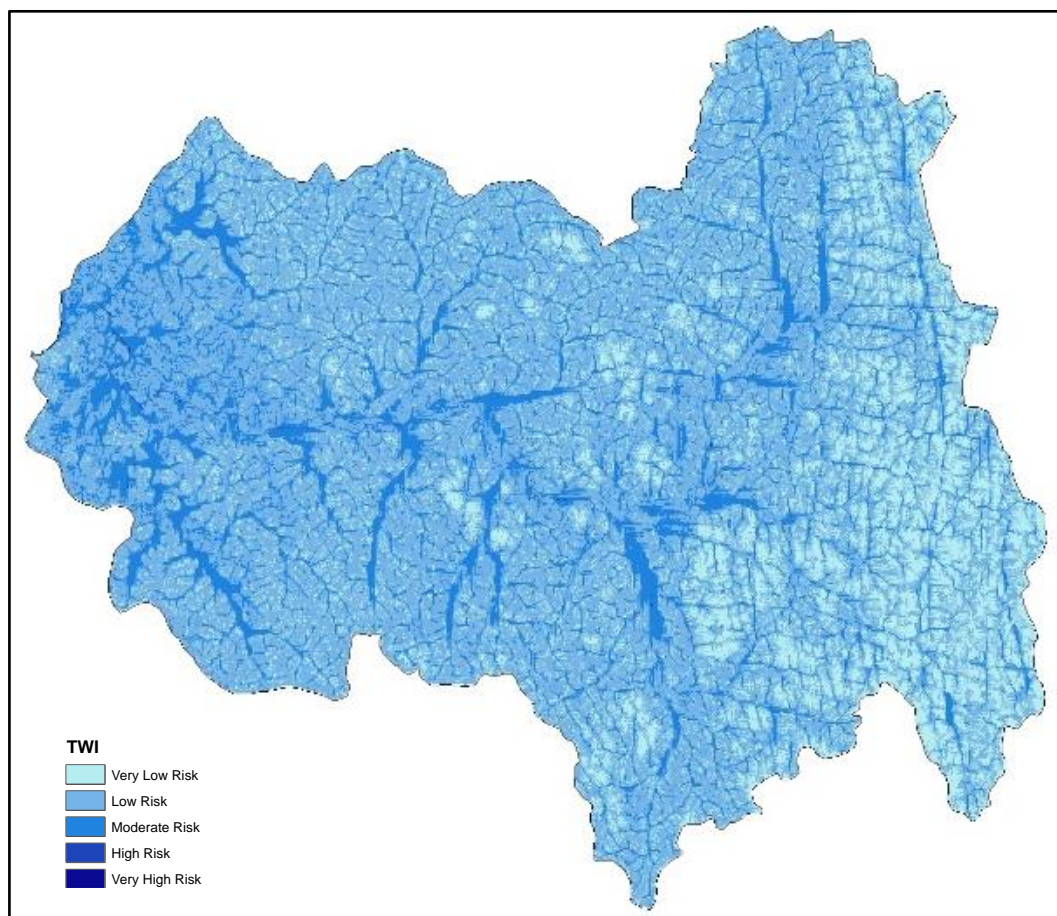 TWI
Very Low Risk
Low Risk
Moderate Risk
High Risk
Very High Risk